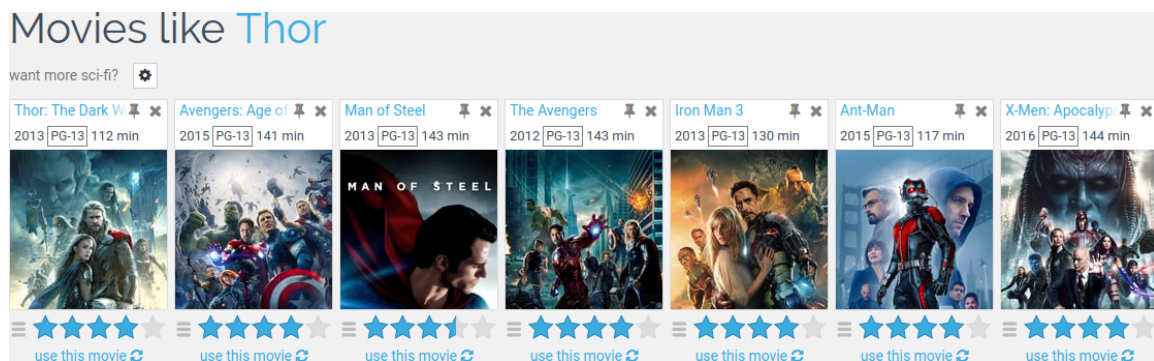 Movies like Thor
want more sci-fi?
Thor: The Dark W
2013 PG-13 112 min
use this movie
Avengers: Age of
2015 PG-13 141 min
use this movie
Man of Steel
2013 PG-13 143 min
MAN OF STEEL
use this movie
The Avengers
2012 PG-13 143 min
use this movie
Iron Man 3
2013 PG-13 130 min
use this movie
Ant-Man
2015 PG-13 117 min
use this movie
X-Men: Apocalyp
2016 PG-13 144 min
use this movie